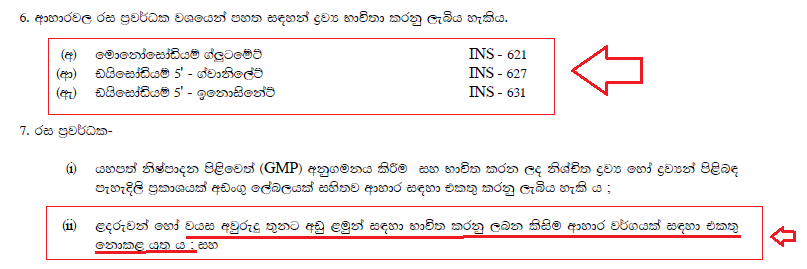 6. ආහාරවල රස ප්‍රවර්ධක වශයෙන් පහත සඳහන් ද්‍රව්‍ය භාවිතා කරනු ලැබිය හැකිය.
(අ) මොනෝසෝඩියම් ග්ලුටමේට් INS - 621
(ආ) ඩයිසෝඩියම් 5' - ග්වානිලේට් INS - 627
(ඇ) ඩයිසෝඩියම් 5' - ඉනොසිනේට් INS - 631
7. රස ප්‍රවර්ධක-
(i) යහපත් නිෂ්පාදන පිළිවෙත් (GMP) අනුගමනය කිරීම සහ භාවිත කරන ලද නිශ්චිත ද්‍රව්‍ය හෝ ද්‍රව්‍යන් පිළිබඳ
පැහැදිලි ප්‍රකාශයක් අඩංගු ලේබලයක් සහිතව ආහාර සඳහා එකතු කරනු ලැබිය හැකි ය ;
(ii) ළදරුවන් හෝ වයස අවුරුදු තුනට අඩු ළමුන් සඳහා භාවිත කරනු ලබන කිසිම ආහාර වර්ගයක් සඳහා එකතු
නොකළ යුතු ය ; සහ